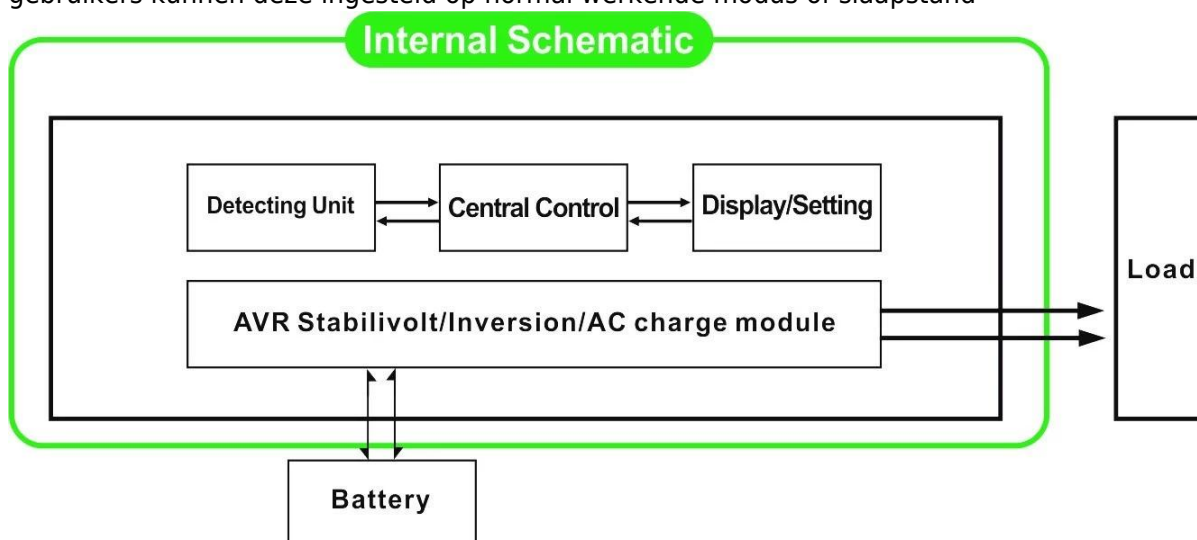 gebruikers kunnen deze ingesteld op normal werkende modus of slaapstand
Internal Schematic
Detecting Unit
Central Control
Display/Setting
Load
AVR Stabilivolt/Inversion/AC charge module
Battery